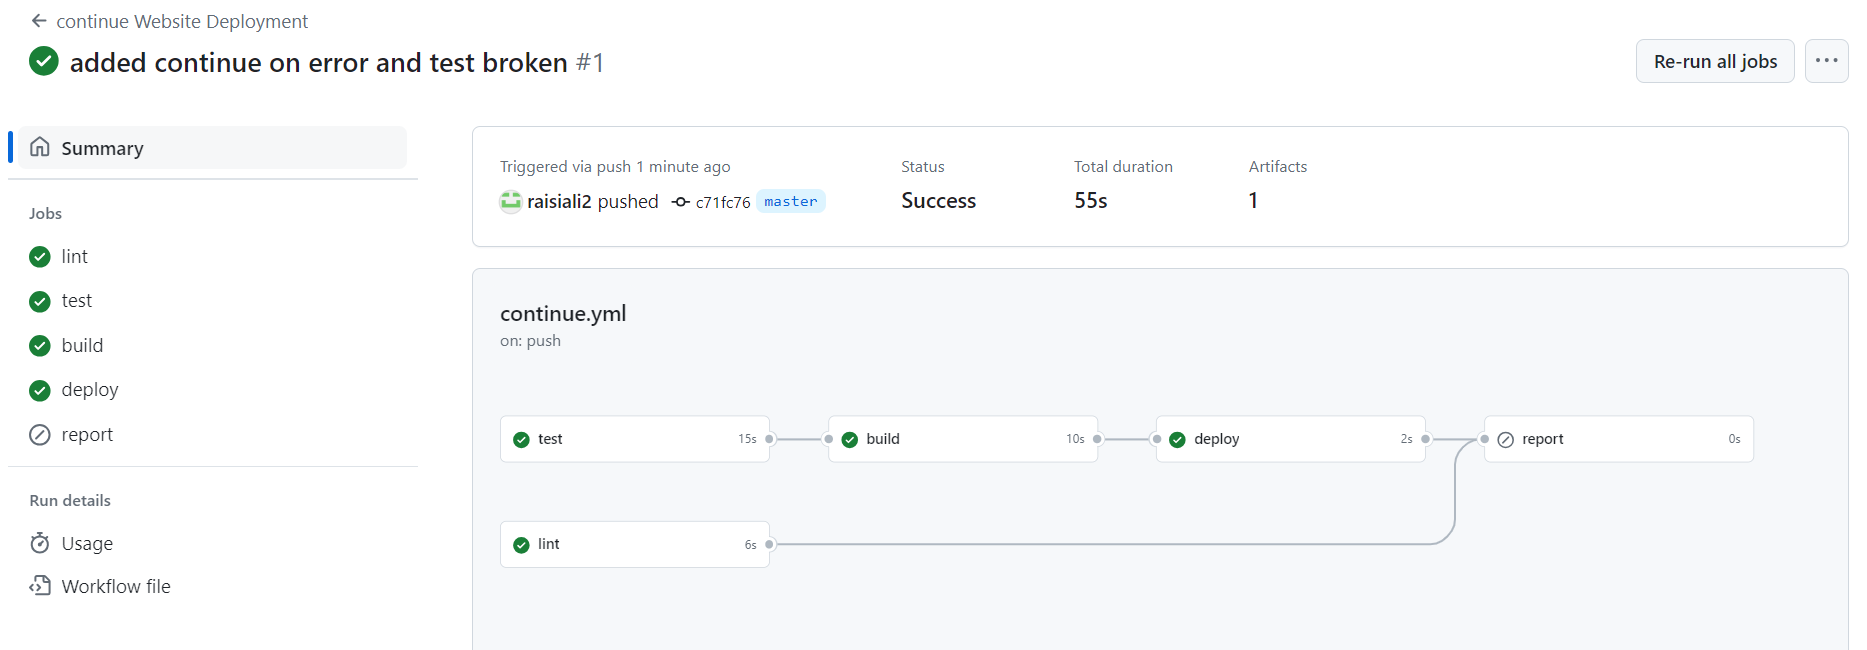 continue Website Deployment
added continue on error and test broken #1
Re-run all jobs
Summary
Jobs
lint
test
build
deploy
report
Run details
Usage
Workflow file
Triggered via push 1 minute ago
raisiali2 pushed c71fc76 master
Status
Success
Total duration
55s
Artifacts
1
continue.yml
on: push
test 15s
build 10s
deploy 2s
report 0s
lint 6s